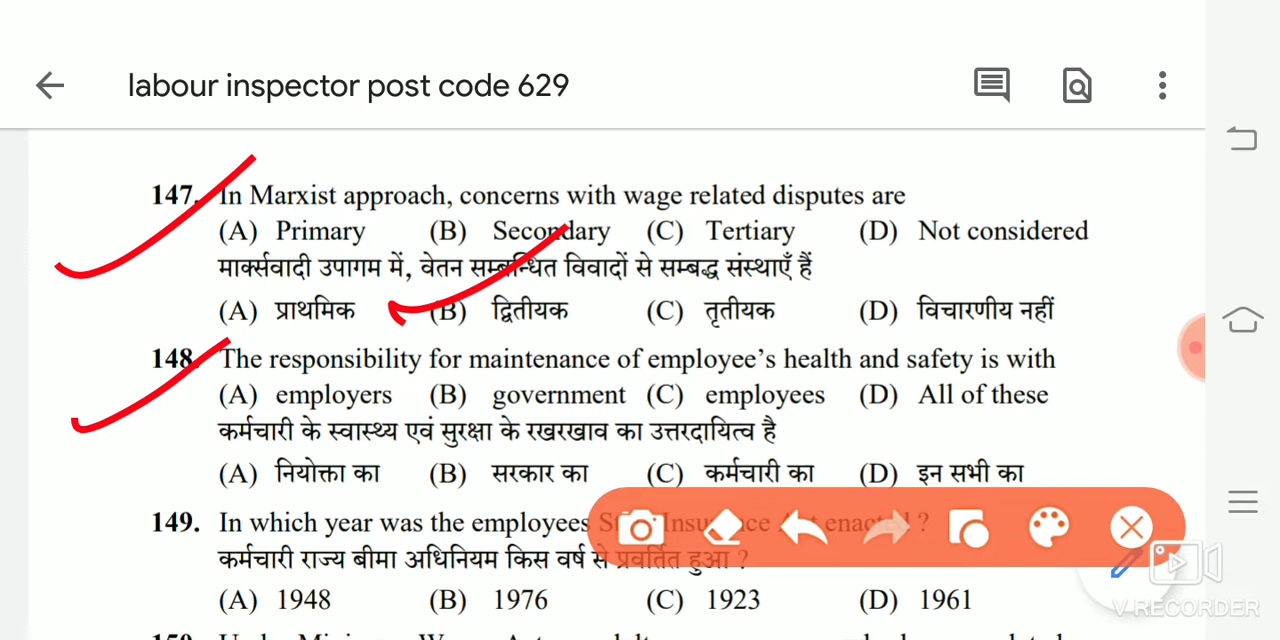 labour inspector post code 629
147. In Marxist approach, concerns with wage related disputes are
(A) Primary (B) Secondary (C) Tertiary (D) Not considered
मार्क्सवादी उपागम में, वेतन सम्बन्धित विवादों से सम्बद्ध संस्थाएँ हैं
(A) प्राथमिक (B) द्वितीयक (C) तृतीयक (D) विचारणीय नहीं
148. The responsibility for maintenance of employee's health and safety is with
(A) employers (B) government (C) employees (D) All of these
कर्मचारी के स्वास्थ्य एवं सुरक्षा के रखरखाव का उत्तरदायित्व है
(A) नियोक्ता का (B) सरकार का (C) कर्मचारी का (D) इन सभी का
149. In which year was the employees Insurance enacted ?
कर्मचारी राज्य बीमा अधिनियम किस वर्ष से प्रवर्तित हुआ ?
(A) 1948 (B) 1976 (C) 1923 (D) 1961
V RECORDER
150. Under